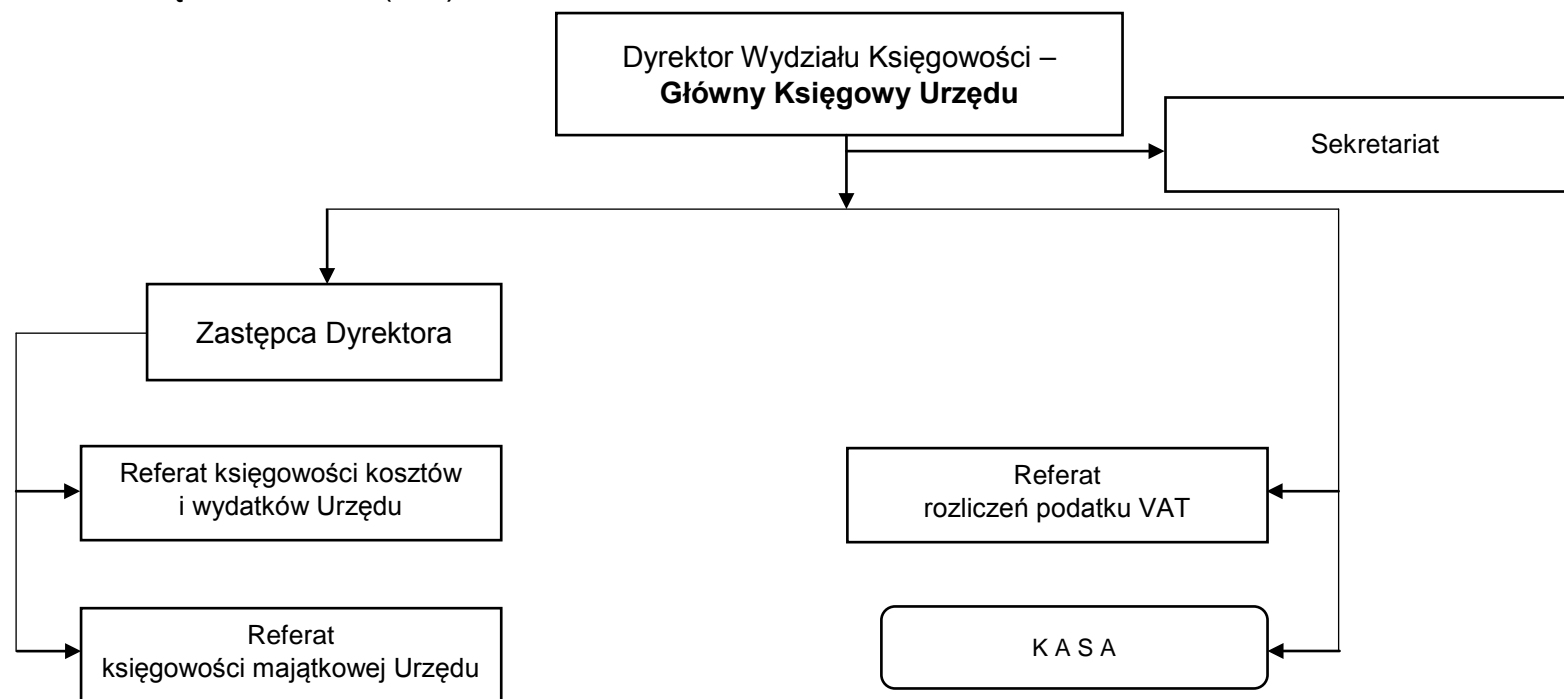 Dyrektor Wydziału Księgowości –
Główny Księgowy Urzędu
Sekretariat
Zastępca Dyrektora
Referat księgowości kosztów
i wydatków Urzędu
Referat
rozliczeń podatku VAT
Referat
księgowości majątkowej Urzędu
K A S A